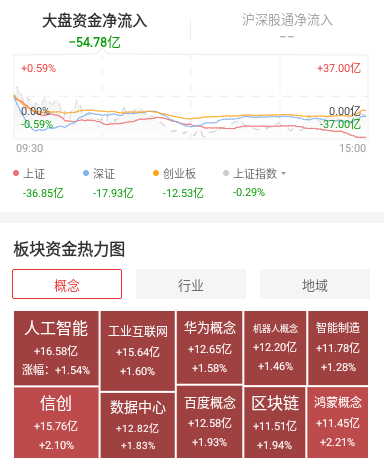 大盘资金净流入
沪深股通净流入
-54.78亿
--
+0.59%
+37.00亿
0.00%
0.00亿
-0.59%
-37.00亿
09:30
15:00
上证
深证
创业板
上证指数
-36.85亿
-17.93亿
-12.53亿
-0.29%
板块资金热力图
概念
行业
地域
人工智能
+16.58亿
涨幅：+1.54%
工业互联网
+15.64亿
+1.60%
华为概念
+12.65亿
+1.58%
机器人概念
+12.20亿
+1.46%
智能制造
+11.78亿
+1.28%
信创
+15.76亿
+2.10%
数据中心
+12.82亿
+1.83%
百度概念
+12.58亿
+1.93%
区块链
+11.51亿
+1.94%
鸿蒙概念
+11.45亿
+2.21%